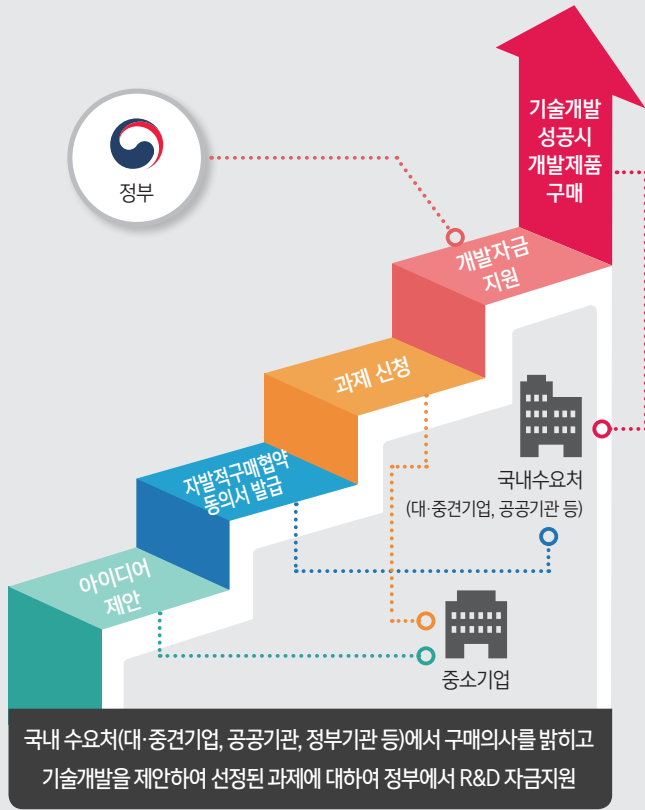 기술개발
성공시
개발제품
구매
정부
개발자금
지원
과제 신청
국내수요처
(대·중견기업, 공공기관 등)
자발적구매협약
동의서 발급
아이디어
제안
중소기업
국내 수요처(대·중견기업, 공공기관, 정부기관 등)에서 구매의사를 밝히고
기술개발을 제안하여 선정된 과제에 대하여 정부에서 R&D 자금지원